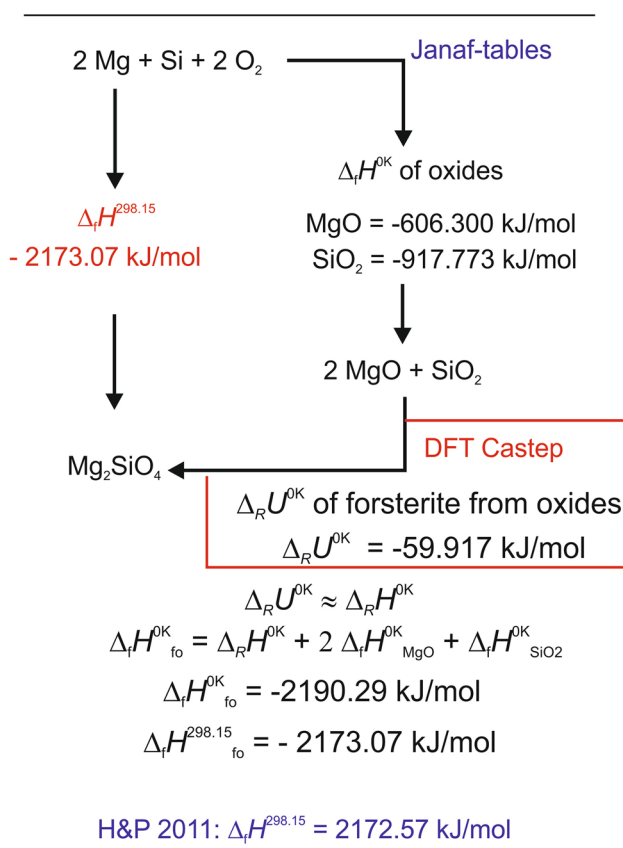 2 Mg + Si + 2 O₂
Janaf-tables
ΔfH⁰ᴷ of oxides
MgO = -606.300 kJ/mol
SiO₂ = -917.773 kJ/mol
ΔfH²⁹⁸·¹⁵
- 2173.07 kJ/mol
2 MgO + SiO₂
DFT Castep
Mg₂SiO₄
ΔRU⁰ᴷ of forsterite from oxides
ΔRU⁰ᴷ = -59.917 kJ/mol
ΔRU⁰ᴷ ≈ ΔRH⁰ᴷ
ΔfH⁰ᴷfo = ΔRH⁰ᴷ + 2 ΔfH⁰ᴷMgO + ΔfH⁰ᴷSiO2
ΔfH⁰ᴷfo = -2190.29 kJ/mol
ΔfH²⁹⁸·¹⁵fo = - 2173.07 kJ/mol
H&P 2011: ΔfH²⁹⁸·¹⁵ = 2172.57 kJ/mol